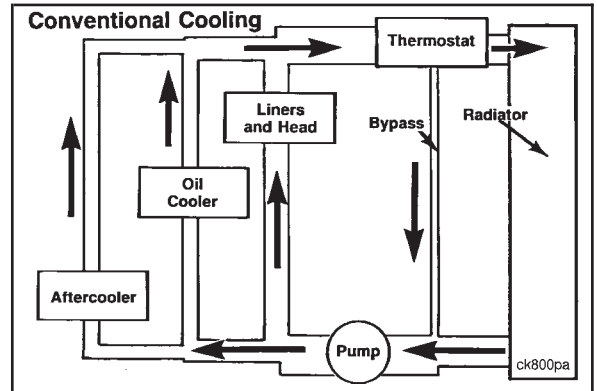 Conventional Cooling
Thermostat
Liners
and Head
Bypass
Radiator
Oil
Cooler
Aftercooler
Pump
ck800pa